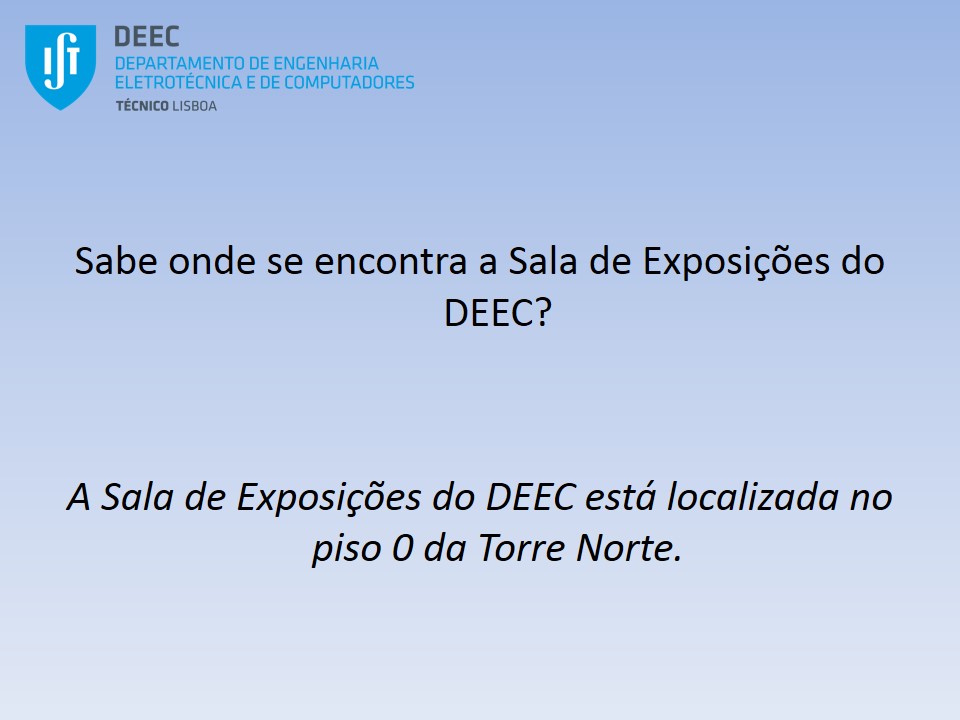 DEEC
DEPARTAMENTO DE ENGENHARIA
ELETROTÉCNICA E DE COMPUTADORES
TÉCNICO LISBOA
Sabe onde se encontra a Sala de Exposições do
DEEC?
A Sala de Exposições do DEEC está localizada no
piso 0 da Torre Norte.